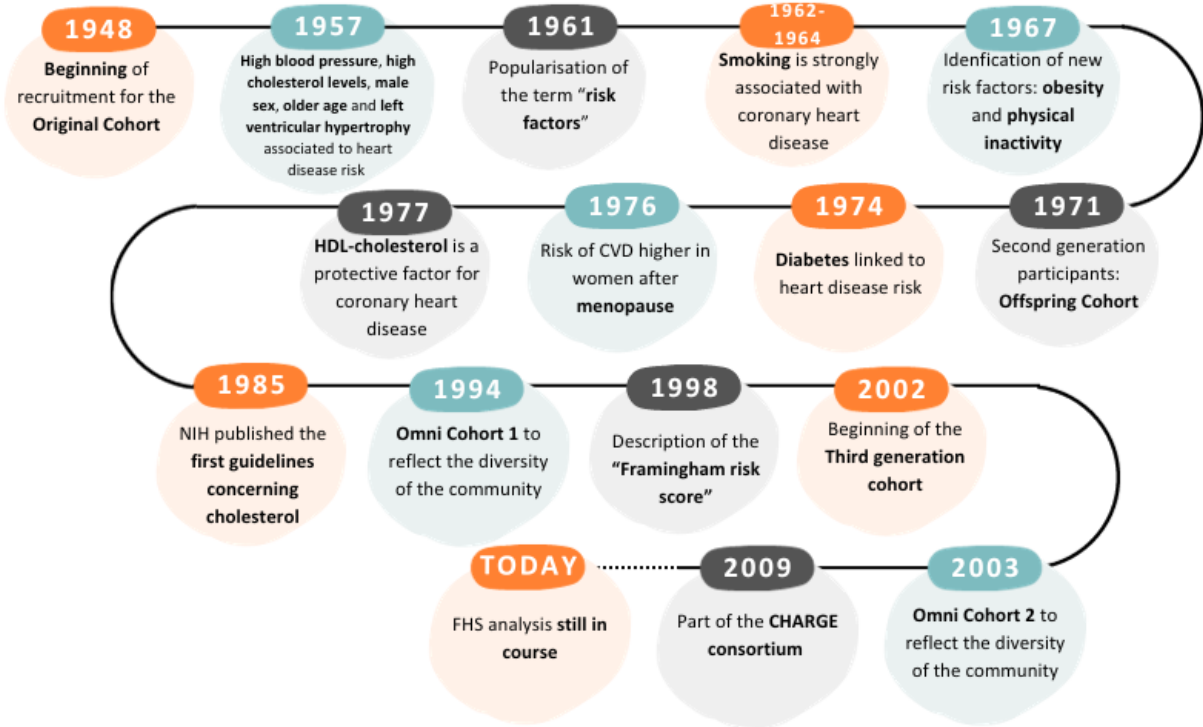 1948
Beginning of
recruitment for the
Original Cohort
1957
High blood pressure, high
cholesterol levels, male
sex, older age and left
ventricular hypertrophy
associated to heart
disease risk
1961
Popularisation of
the term “risk
factors”
1962-
1964
Smoking is strongly
associated with
coronary heart
disease
1967
Idenfication of new
risk factors: obesity
and physical
inactivity
1971
Second generation
participants:
Offspring Cohort
1974
Diabetes linked to
heart disease risk
1976
Risk of CVD higher in
women after
menopause
1977
HDL-cholesterol is a
protective factor for
coronary heart
disease
1985
NIH published the
first guidelines
concerning
cholesterol
1994
Omni Cohort 1 to
reflect the diversity
of the community
1998
Description of the
“Framingham risk
score”
2002
Beginning of the
Third generation
cohort
2003
Omni Cohort 2 to
reflect the diversity
of the community
2009
Part of the CHARGE
consortium
TODAY
FHS analysis still in
course